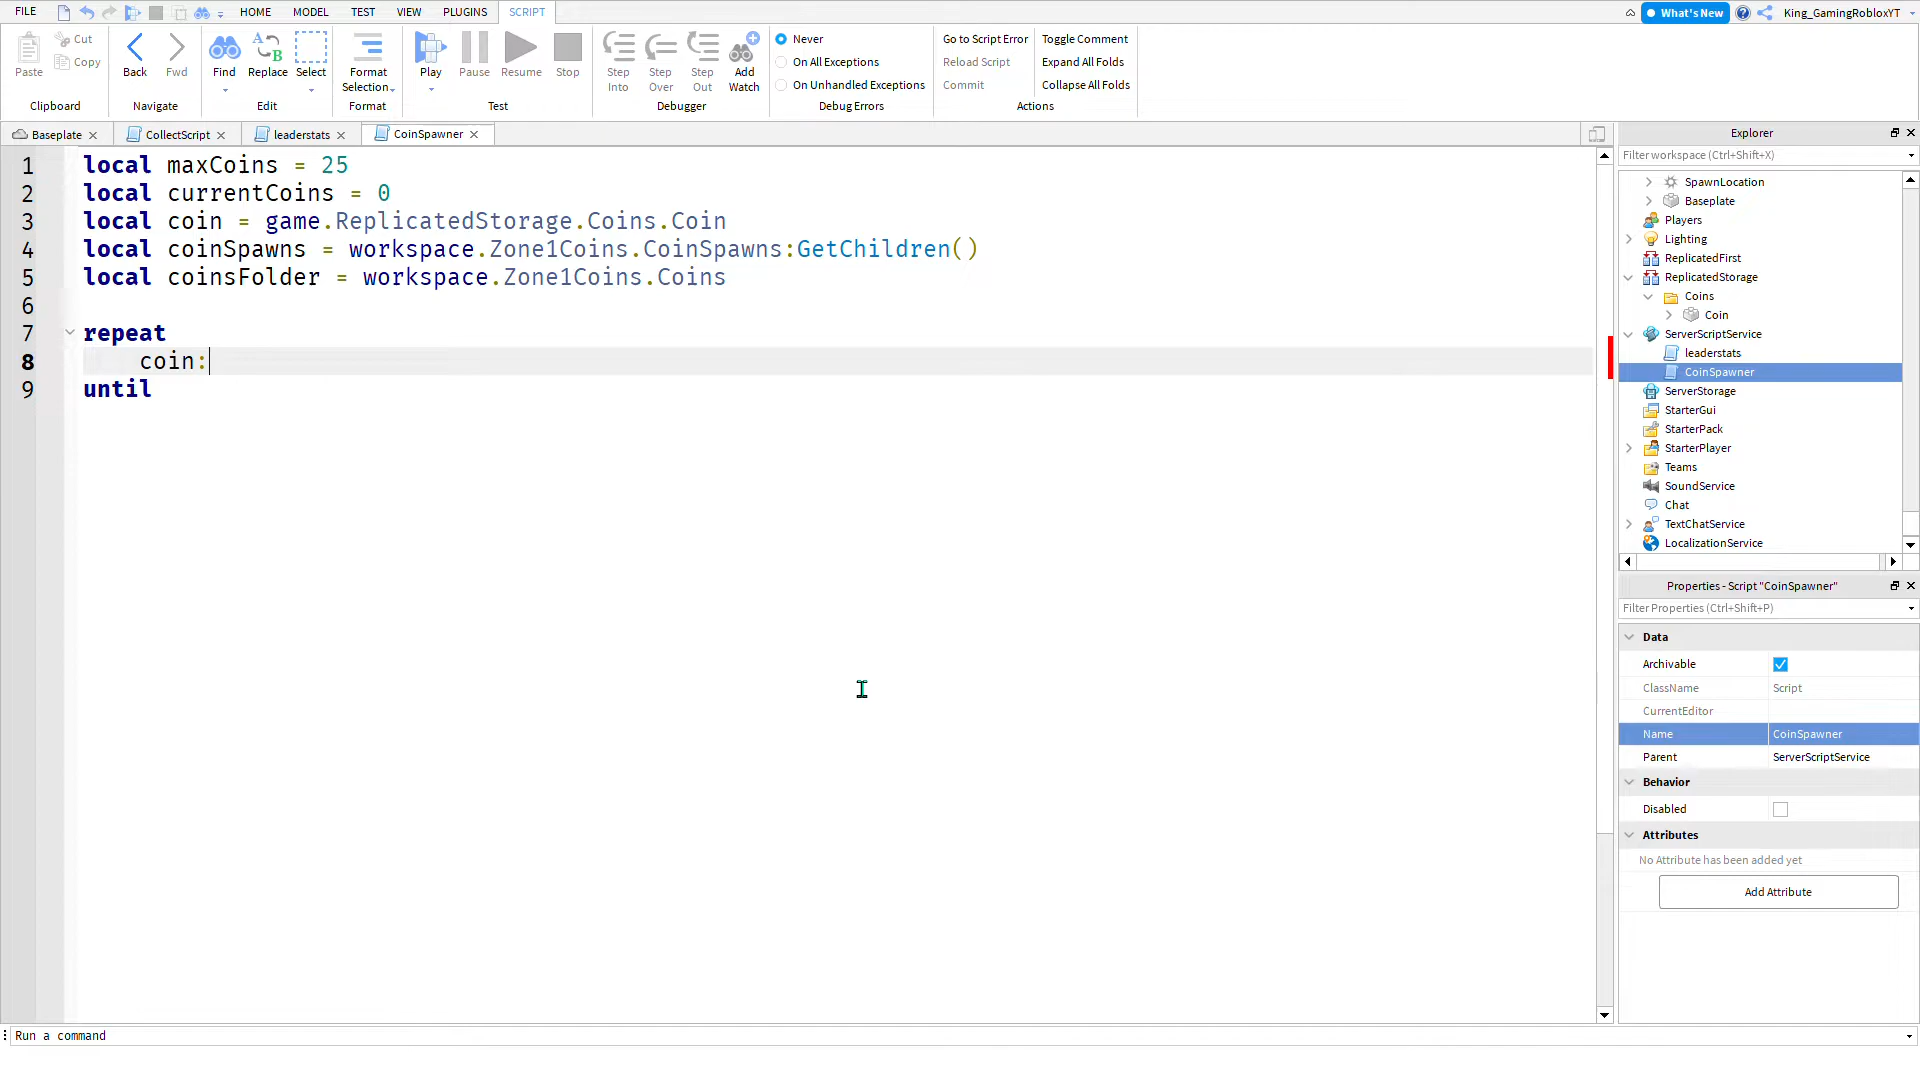 FILE HOME MODEL TEST VIEW PLUGINS SCRIPT What's New King_GamingRobloxYT
Paste Cut Copy Clipboard
Back Fwd Navigate
Find Replace Select Edit
Format Selection Format
Play Pause Resume Stop Test
Step Into Step Over Step Out Add Watch Debugger
Never
On All Exceptions
On Unhandled Exceptions
Debug Errors
Go to Script Error Toggle Comment
Reload Script Expand All Folds
Commit Collapse All Folds
Actions
Baseplate CollectScript leaderstats CoinSpawner
1 local maxCoins = 25
2 local currentCoins = 0
3 local coin = game.ReplicatedStorage.Coins.Coin
4 local coinSpawns = workspace.Zone1Coins.CoinSpawns:GetChildren()
5 local coinsFolder = workspace.Zone1Coins.Coins
6
7 repeat
8 coin:
9 until
Explorer
Filter workspace (Ctrl+Shift+X)
SpawnLocation
Baseplate
Players
Lighting
ReplicatedFirst
ReplicatedStorage
Coins
Coin
ServerScriptService
leaderstats
CoinSpawner
ServerStorage
StarterGui
StarterPack
StarterPlayer
Teams
SoundService
Chat
TextChatService
LocalizationService
Properties - Script "CoinSpawner"
Filter Properties (Ctrl+Shift+P)
Data
Archivable
ClassName Script
CurrentEditor
Name CoinSpawner
Parent ServerScriptService
Behavior
Disabled
Attributes
No Attribute has been added yet
Add Attribute
Run a command